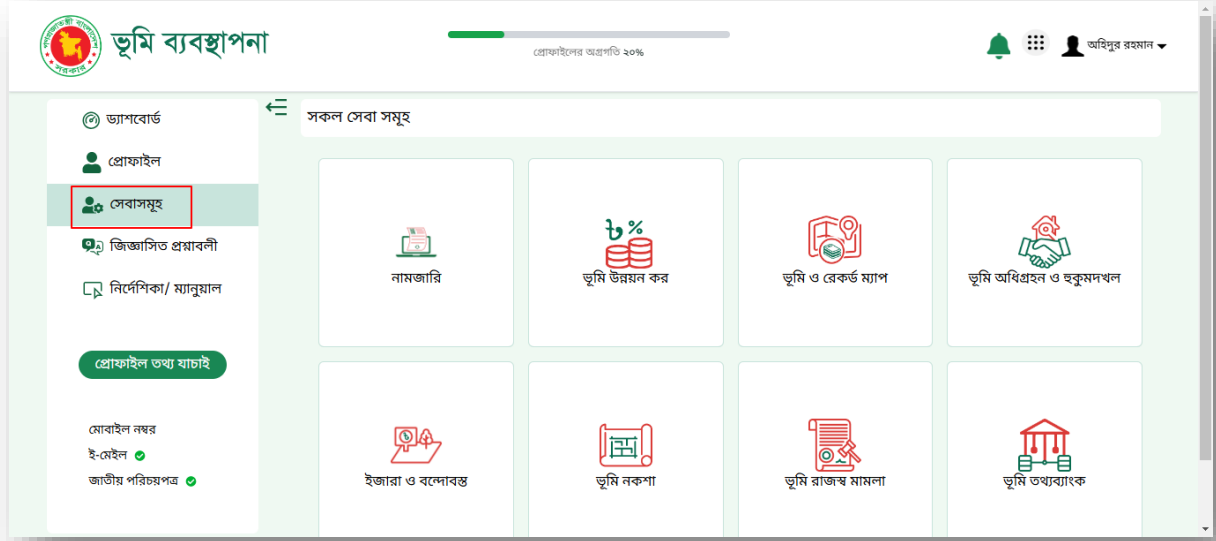 ভূমি ব্যবস্থাপনা
প্রোফাইলের অগ্রগতি ২০%
অহিদুর রহমান
ড্যাশবোর্ড
প্রোফাইল
সেবাসমূহ
জিজ্ঞাসিত প্রশ্নাবলী
নির্দেশিকা/ ম্যানুয়াল
প্রোফাইল তথ্য যাচাই
মোবাইল নম্বর
ই-মেইল
জাতীয় পরিচয়পত্র
সকল সেবা সমূহ
নামজারি
ভূমি উন্নয়ন কর
ভূমি ও রেকর্ড ম্যাপ
ভূমি অধিগ্রহন ও হুকুমদখল
ইজারা ও বন্দোবস্ত
ভূমি নকশা
ভূমি রাজস্ব মামলা
ভূমি তথ্যব্যাংক